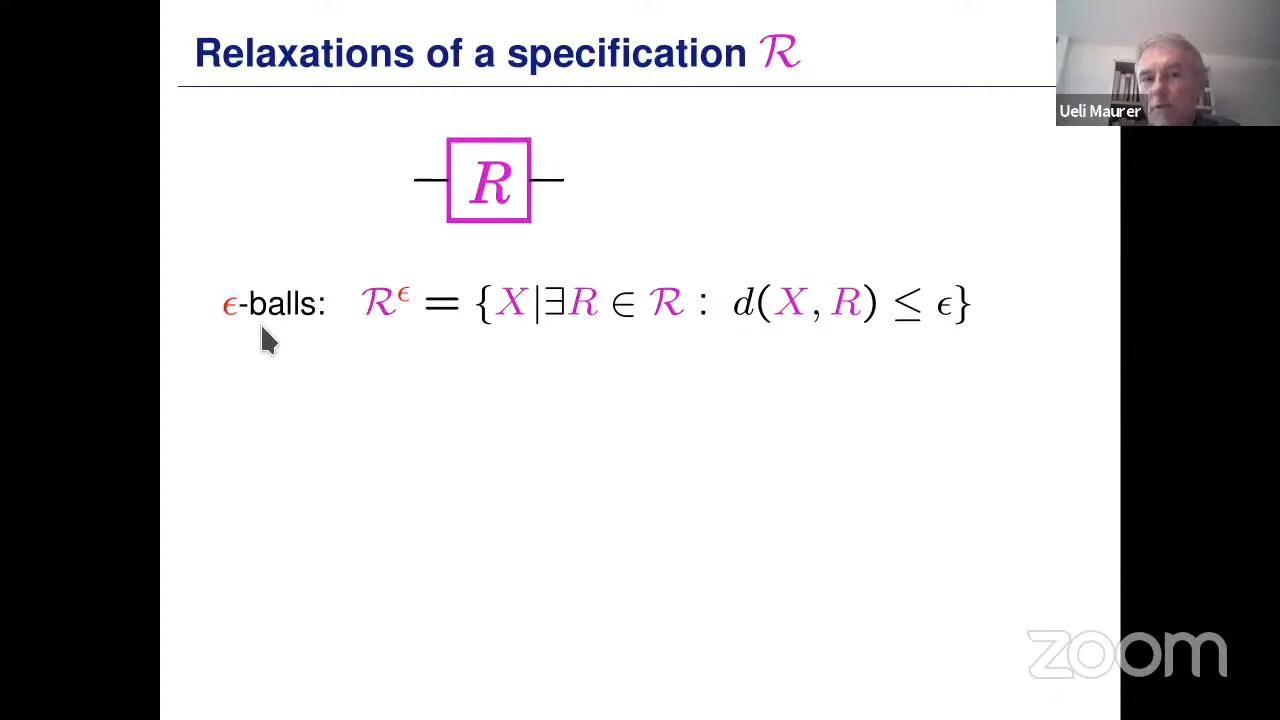 Relaxations of a specification ℛ
Ueli Maurer
R
ϵ-balls: ℛ^ϵ = {X|∃R ∈ ℛ : d(X, R) ≤ ϵ}
zoom